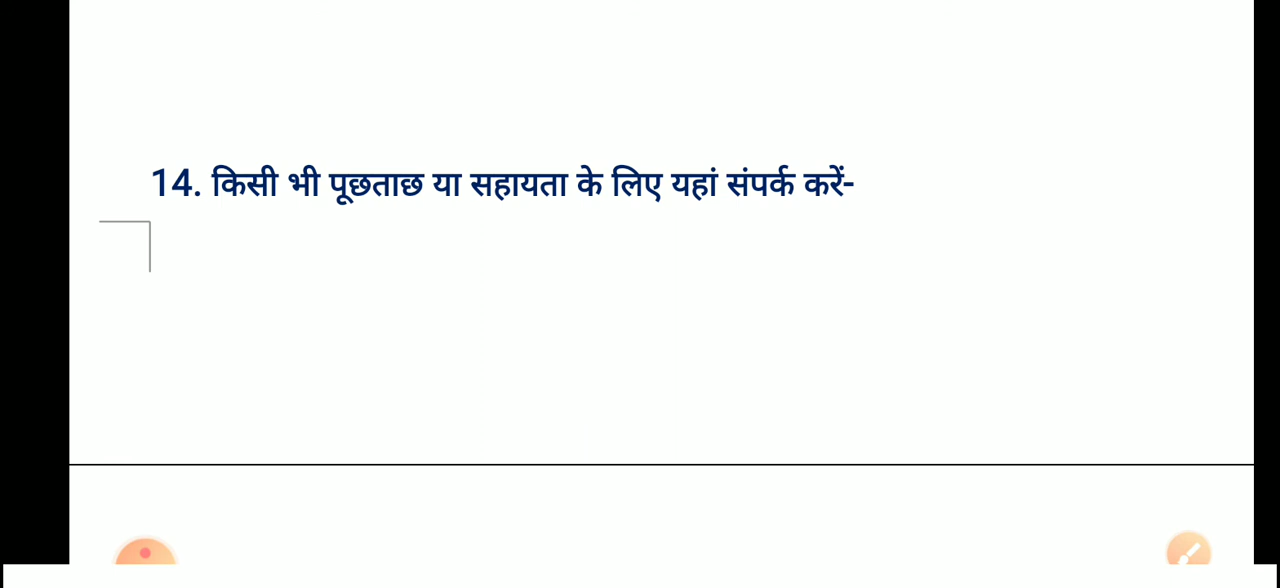 14. किसी भी पूछताछ या सहायता के लिए यहां संपर्क करें-